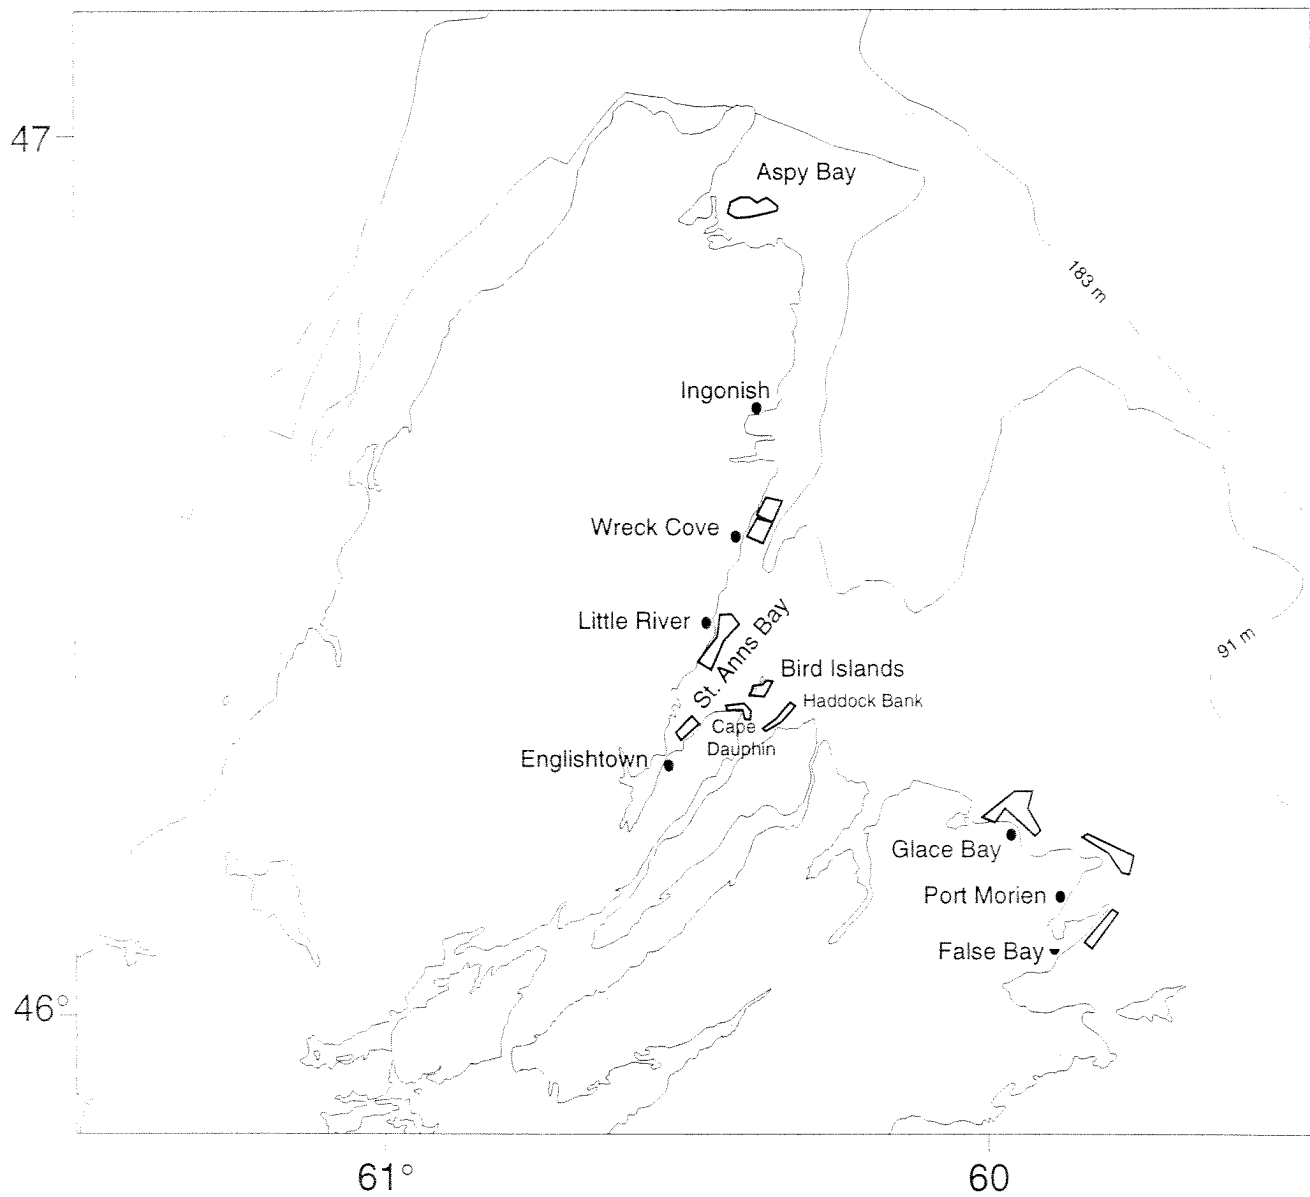 47
Aspy Bay
183 m
Ingonish
Wreck Cove
Little River
St. Anns Bay
91 m
Bird Islands
Haddock Bank
Cape
Dauphin
Englishtown
Glace Bay
Port Morien
False Bay
46°
61°
60